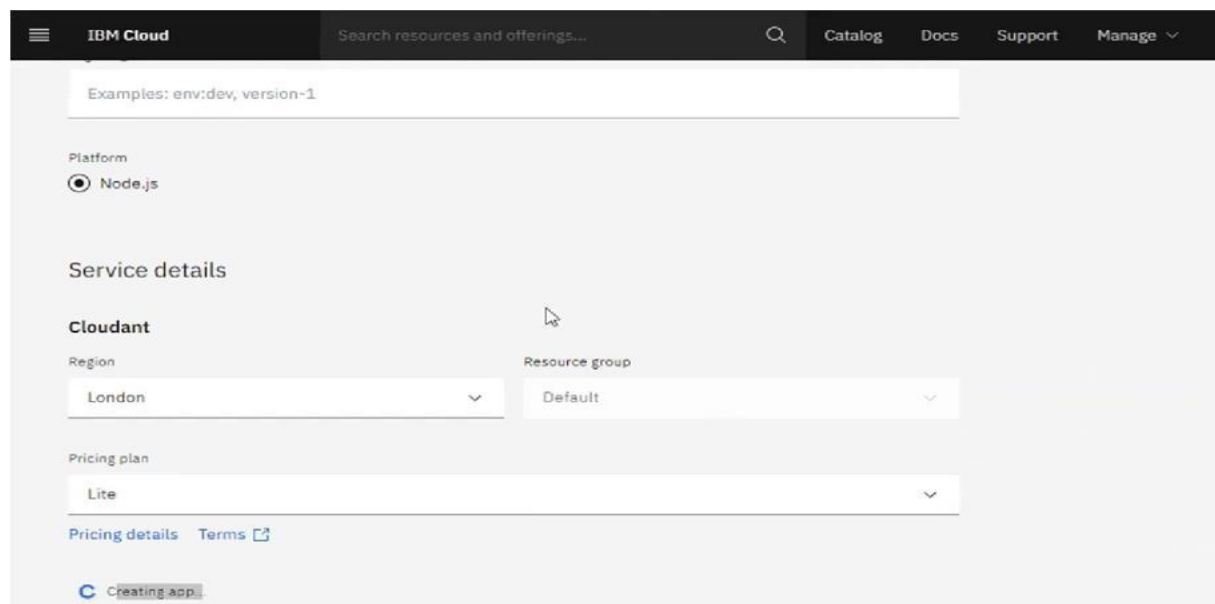 IBM Cloud Search resources and offerings... Catalog Docs Support Manage
Examples: env:dev, version-1
Platform
Node.js
Service details
Cloudant
Region Resource group
London Default
Pricing plan
Lite
Pricing details Terms
Creating app...